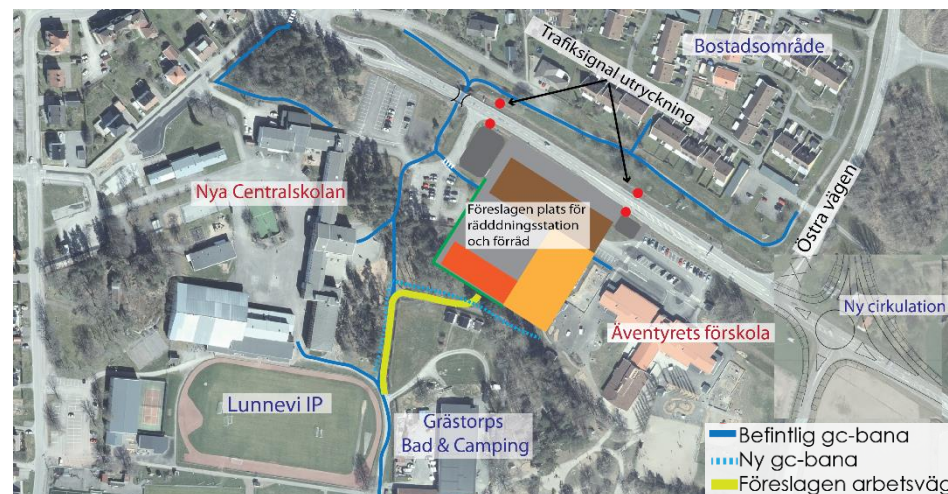 Trafiksignal utryckning
Bostadsområde
Östra vägen
Nya Centralskolan
Föreslagen plats för
rädddningsstation
och förråd
Ny cirkulation
Äventyrets förskola
Lunnevi IP
Grästorps
Bad & Camping
Befintlig gc-bana
Ny gc-bana
Föreslagen arbetsväg